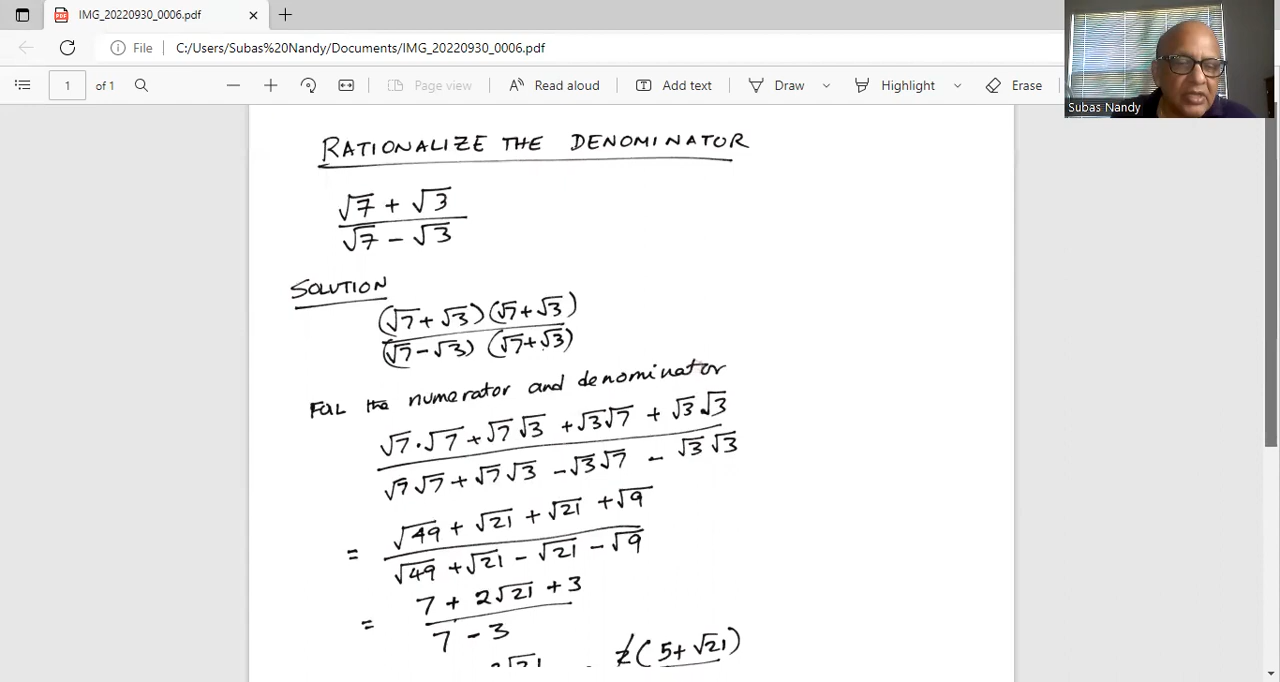 IMG_20220930_0006.pdf
File C:/Users/Subas%20Nandy/Documents/IMG_20220930_0006.pdf
1 of 1 Page view Read aloud Add text Draw Highlight Erase
Subas Nandy
RATIONALIZE THE DENOMINATOR
√7 + √3
√7 − √3
SOLUTION
(√7 + √3) (√7 + √3)
(√7 − √3) (√7 + √3)
the numerator and denominator
√7 · √7 + √7 √3 + √3 √7 + √3 √3
√7 √7 + √7 √3 − √3 √7 − √3 √3
= √49 + √21 + √21 + √9
√49 + √21 − √21 − √9
= 7 + 2√21 + 3
7 − 3
2 (5 + √21)